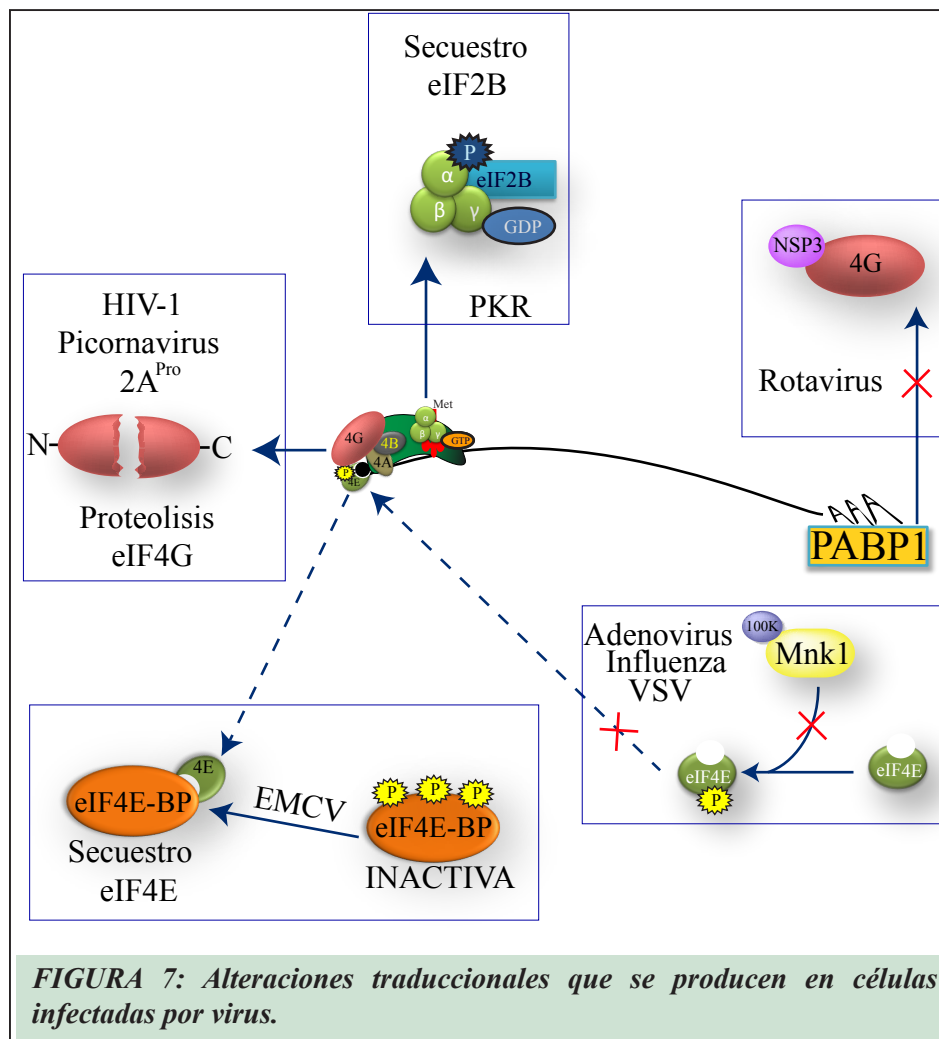 Secuestro
eIF2B
P
α
eIF2B
β
γ
GDP
PKR
NSP3
4G
Rotavirus
HIV-1
Picornavirus
2A^Pro
N
C
Proteolisis
eIF4G
Met
α
4G
4B
β
γ
GTP
4A
P
4E
AAA
PABP1
Adenovirus
Influenza
VSV
100K
Mnk1
eIF4E
P
eIF4E
4E
eIF4E-BP
EMCV
P
P
P
eIF4E-BP
Secuestro
eIF4E
INACTIVA
FIGURA 7: Alteraciones traduccionales que se producen en células
infectadas por virus.